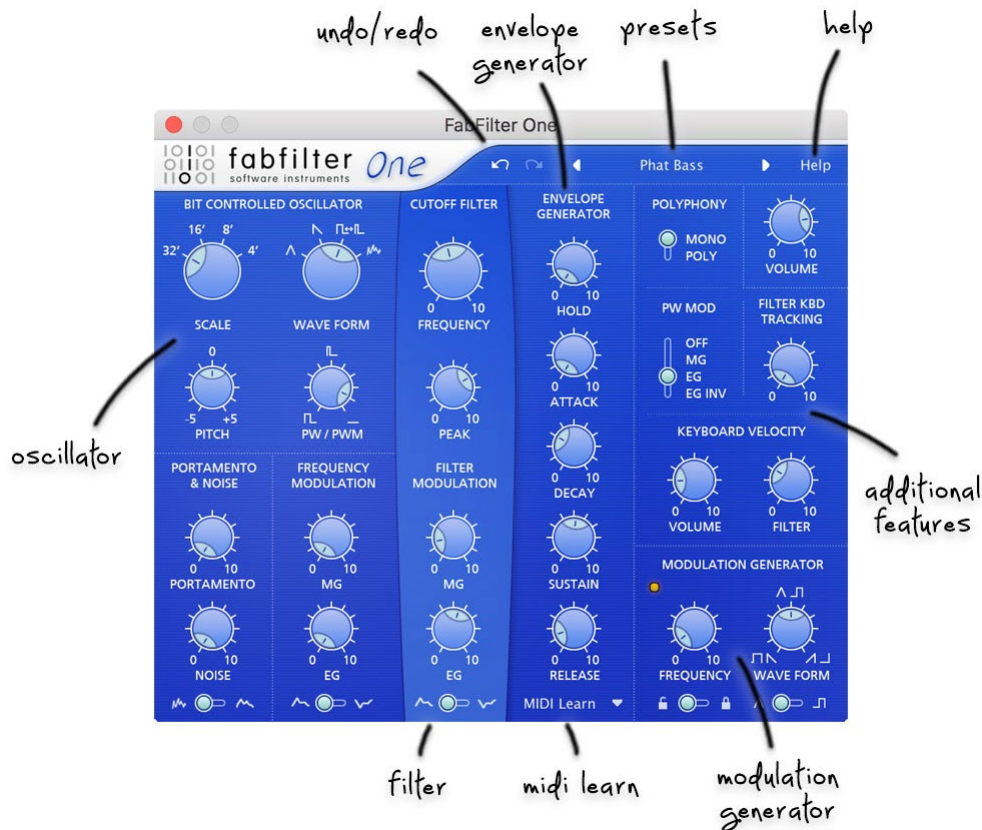 undo/redo
envelope
generator
presets
help
FabFilter One
fabfilter One
software instruments
Phat Bass
Help
BIT CONTROLLED OSCILLATOR
16' 8'
32' 4'
SCALE
WAVE FORM
0
-5 +5
PITCH
PW / PWM
CUTOFF FILTER
0 10
FREQUENCY
0 10
PEAK
ENVELOPE
GENERATOR
0 10
HOLD
0 10
ATTACK
0 10
DECAY
0 10
SUSTAIN
0 10
RELEASE
POLYPHONY
MONO
POLY
0 10
VOLUME
PW MOD
OFF
MG
EG
EG INV
FILTER KBD
TRACKING
0 10
KEYBOARD VELOCITY
0 10
VOLUME
0 10
FILTER
PORTAMENTO
& NOISE
0 10
PORTAMENTO
0 10
NOISE
FREQUENCY
MODULATION
0 10
MG
0 10
EG
FILTER
MODULATION
0 10
MG
0 10
EG
MODULATION GENERATOR
0 10
FREQUENCY
WAVE FORM
MIDI Learn
oscillator
additional
features
filter
midi learn
modulation
generator